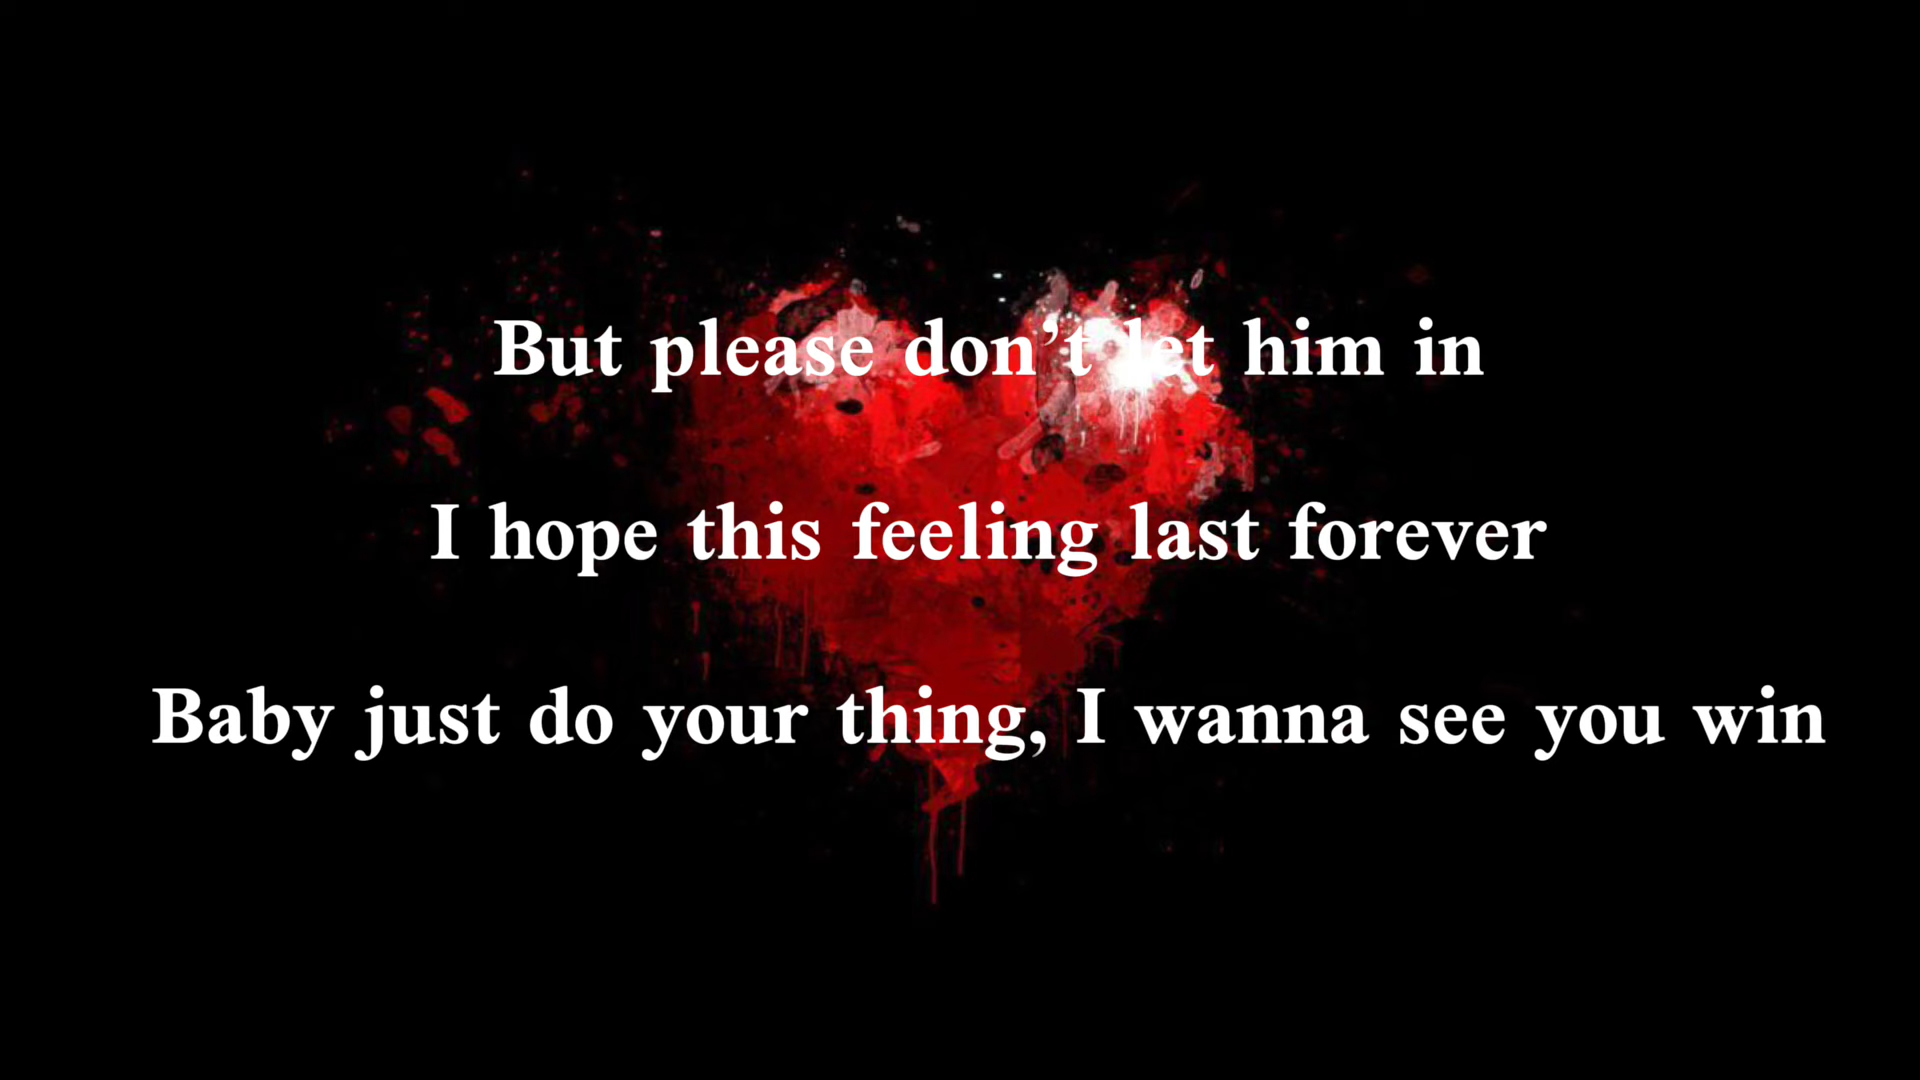 But please don’t let him in
I hope this feeling last forever
Baby just do your thing, I wanna see you win